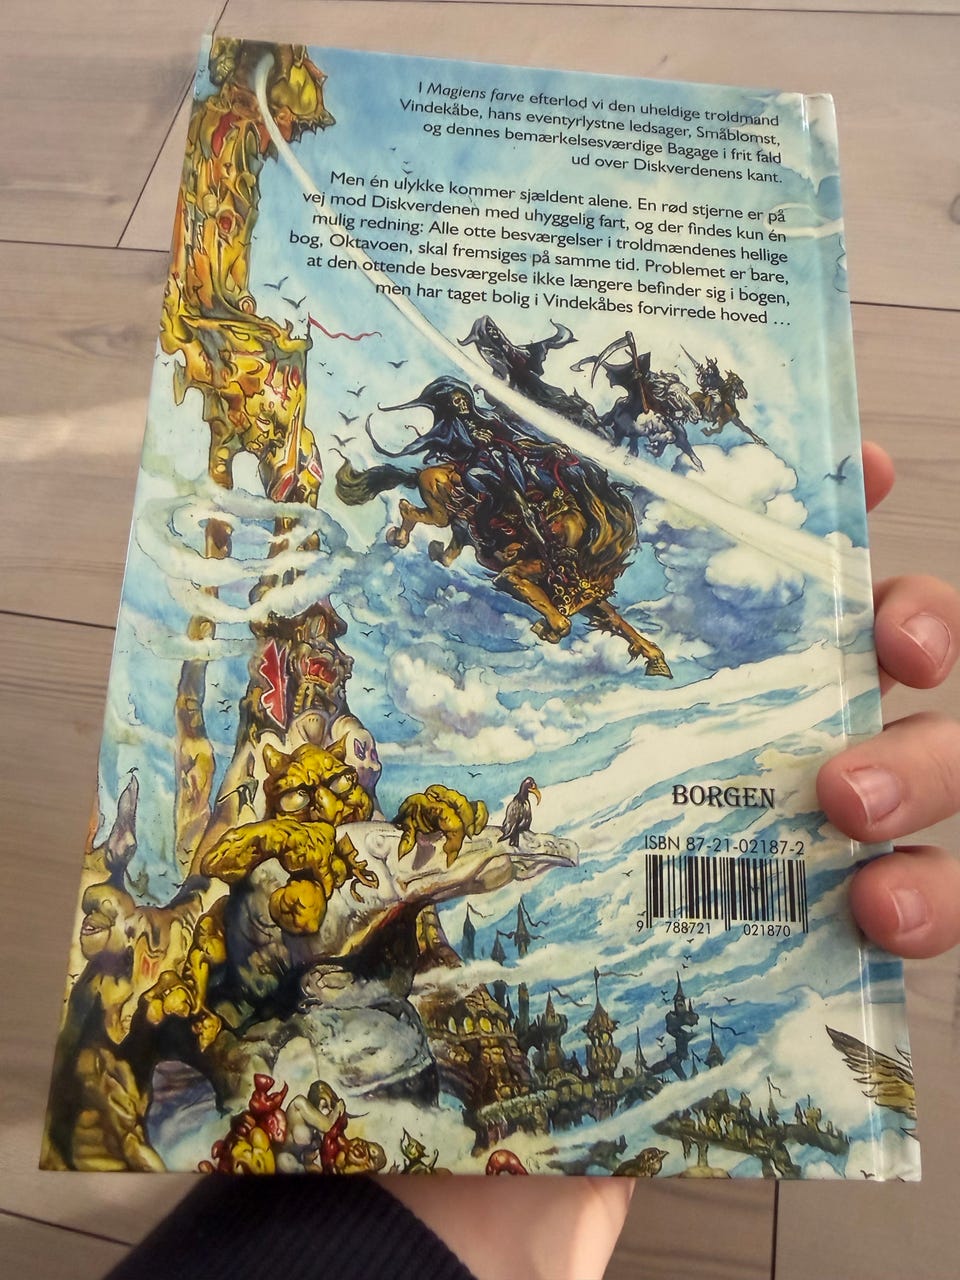 I Magiens farve efterlod vi den uheldige troldmand
Vindekåbe, hans eventyrlystne ledsager, Småblomst,
og dennes bemærkelsesværdige Bagage i frit fald
ud over Diskverdenens kant.
Men én ulykke kommer sjældent alene. En rød stjerne er på
vej mod Diskverdenen med uhyggelig fart, og der findes kun én
mulig redning: Alle otte besværgelser i troldmændenes hellige
bog, Oktavoen, skal fremsiges på samme tid. Problemet er bare,
at den ottende besværgelse ikke længere befinder sig i bogen,
men har taget bolig i Vindekåbes forvirrede hoved ...
BORGEN
ISBN 87-21-02187-2
9 788721 021870